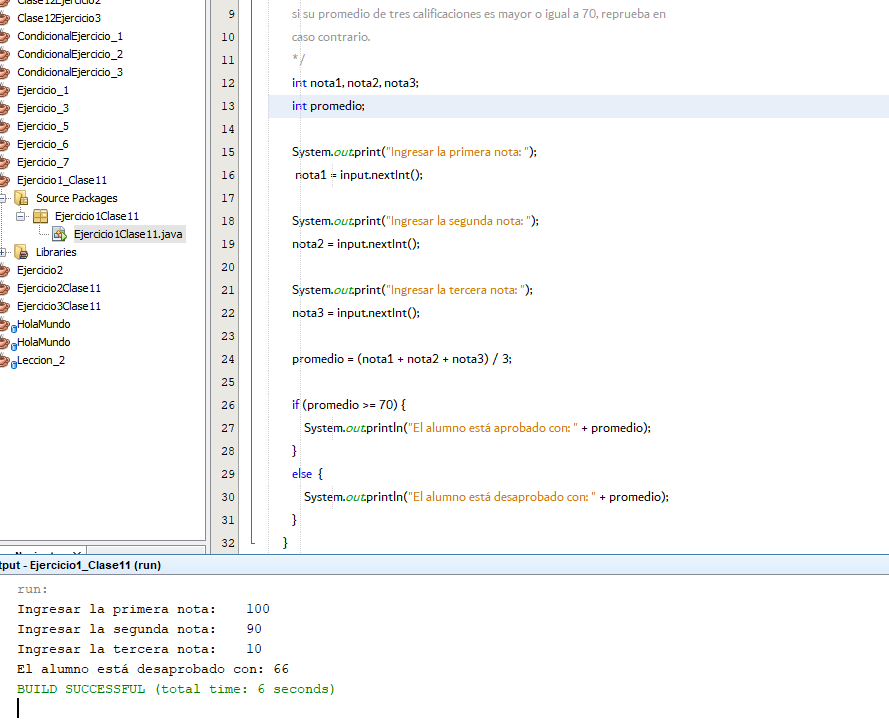 Clase12Ejercicio2
Clase12Ejercicio3
CondicionalEjercicio_1
CondicionalEjercicio_2
CondicionalEjercicio_3
Ejercicio_1
Ejercicio_3
Ejercicio_5
Ejercicio_6
Ejercicio_7
Ejercicio1_Clase11
Source Packages
Ejercicio1Clase11
Ejercicio1Clase11.java
Libraries
Ejercicio2
Ejercicio2Clase11
Ejercicio3Clase11
HolaMundo
HolaMundo
Leccion_2
9 si su promedio de tres calificaciones es mayor o igual a 70, reprueba en
10 caso contrario.
11 */
12 int nota1, nota2, nota3;
13 int promedio;
14
15 System.out.print("Ingresar la primera nota: ");
16 nota1 = input.nextInt();
17
18 System.out.print("Ingresar la segunda nota: ");
19 nota2 = input.nextInt();
20
21 System.out.print("Ingresar la tercera nota: ");
22 nota3 = input.nextInt();
23
24 promedio = (nota1 + nota2 + nota3) / 3;
25
26 if (promedio >= 70) {
27 System.out.println("El alumno está aprobado con: " + promedio);
28 }
29 else {
30 System.out.println("El alumno está desaprobado con: " + promedio);
31 }
32 }
tput - Ejercicio1_Clase11 (run)
run:
Ingresar la primera nota: 100
Ingresar la segunda nota: 90
Ingresar la tercera nota: 10
El alumno está desaprobado con: 66
BUILD SUCCESSFUL (total time: 6 seconds)